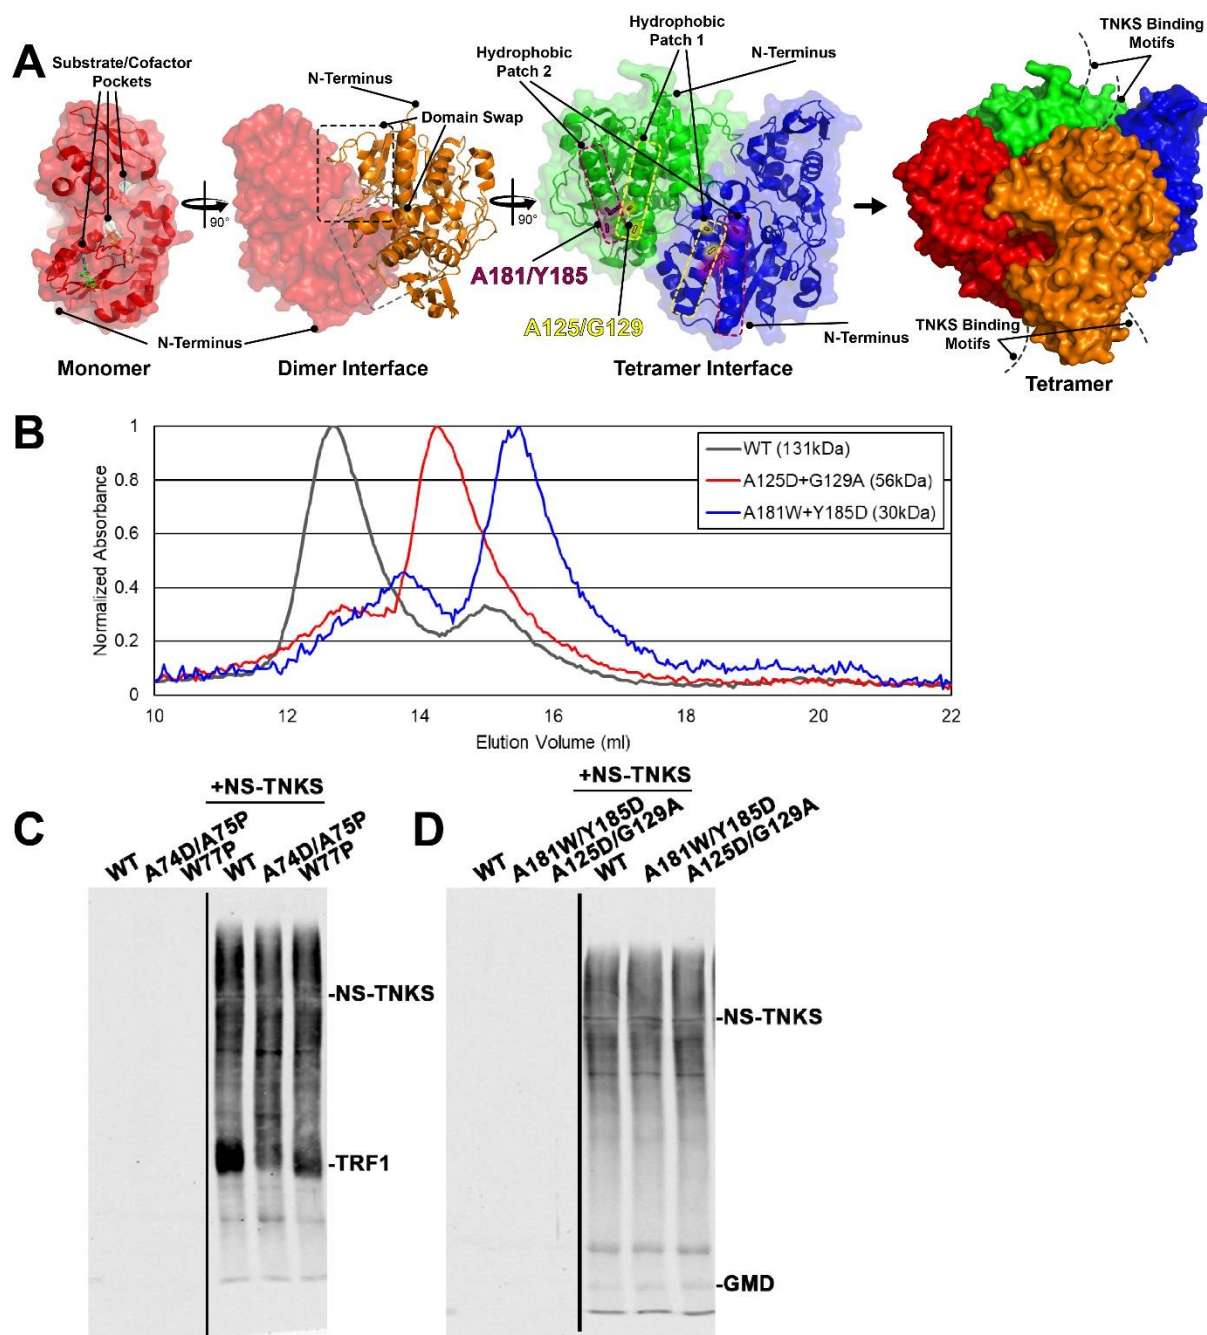 A
Substrate/Cofactor
Pockets
N-Terminus
Domain Swap
90°
N-Terminus
Monomer
Dimer Interface
Hydrophobic
Patch 2
Hydrophobic
Patch 1
N-Terminus
90°
A181/Y185
A125/G129
N-Terminus
Tetramer Interface
TNKS Binding
Motifs
TNKS Binding
Motifs
Tetramer
B
Normalized Absorbance
1
0.8
0.6
0.4
0.2
0
10
12
14
16
18
20
22
Elution Volume (ml)
WT (131kDa)
A125D+G129A (56kDa)
A181W+Y185D (30kDa)
C
+NS-TNKS
WT
A74D/A75P
W77P
WT
A74D/A75P
W77P
-NS-TNKS
-TRF1
D
+NS-TNKS
WT
A181W/Y185D
A125D/G129A
WT
A181W/Y185D
A125D/G129A
-NS-TNKS
-GMD